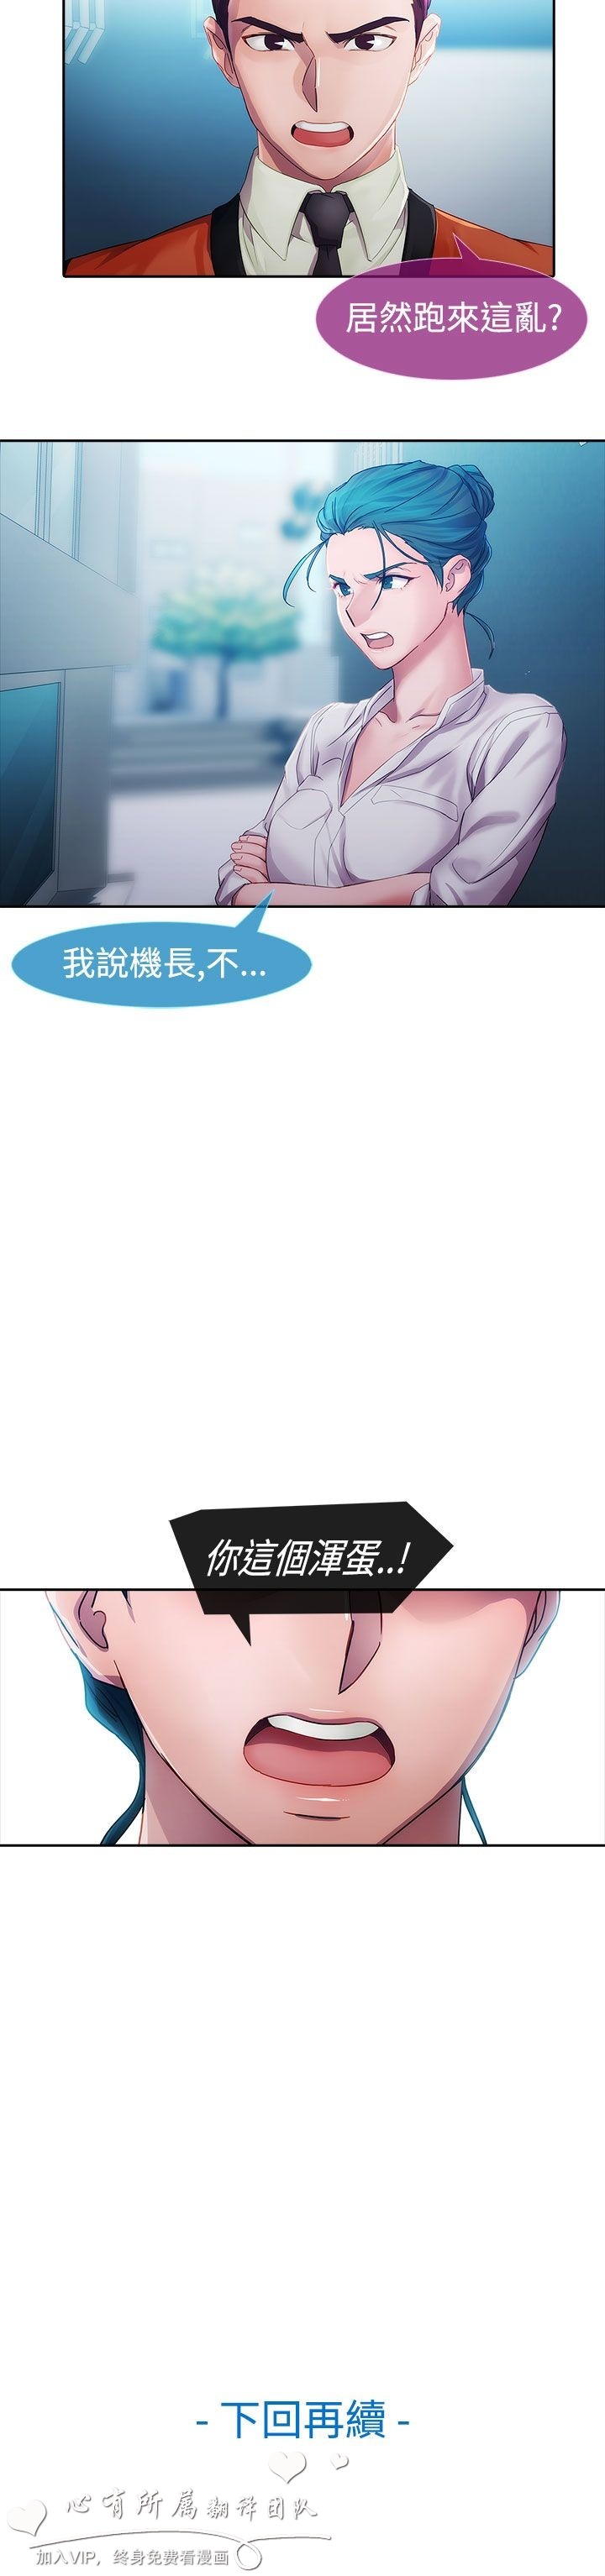 居然跑來這亂?
我說機長,不...
你這個渾蛋..!
- 下回再續 -
心有所属翻译团队
加入VIP，终身免费看漫画